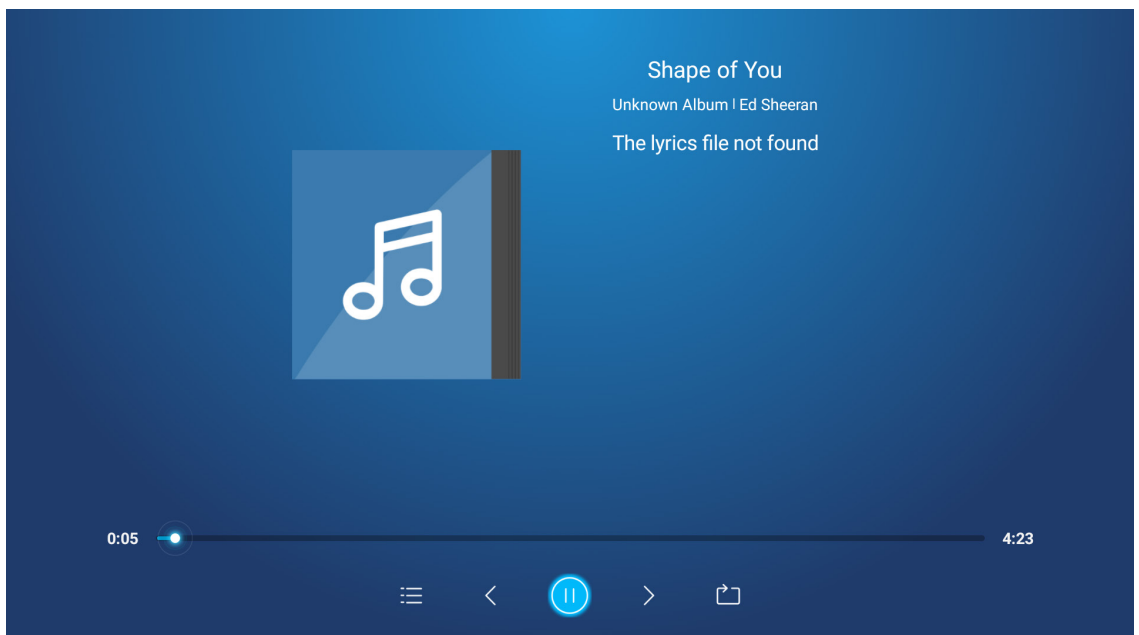 Shape of You
Unknown Album | Ed Sheeran
The lyrics file not found
0:05
4:23